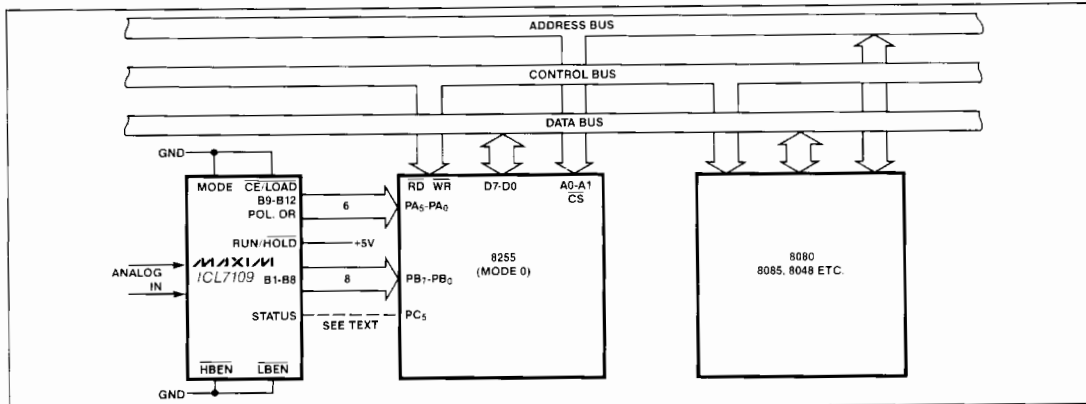 ADDRESS BUS
CONTROL BUS
DATA BUS
GND
MODE CE/LOAD
B9-B12
POL. OR
RUN/HOLD
MAXIM
ICL7109
B1-B8
STATUS
HBEN LBEN
GND
ANALOG
IN
6
+5V
8
SEE TEXT
RD WR D7-D0 A0-A1
CS
PA5-PA0
8255
(MODE 0)
PB7-PB0
PC5
8080
8085, 8048 ETC.